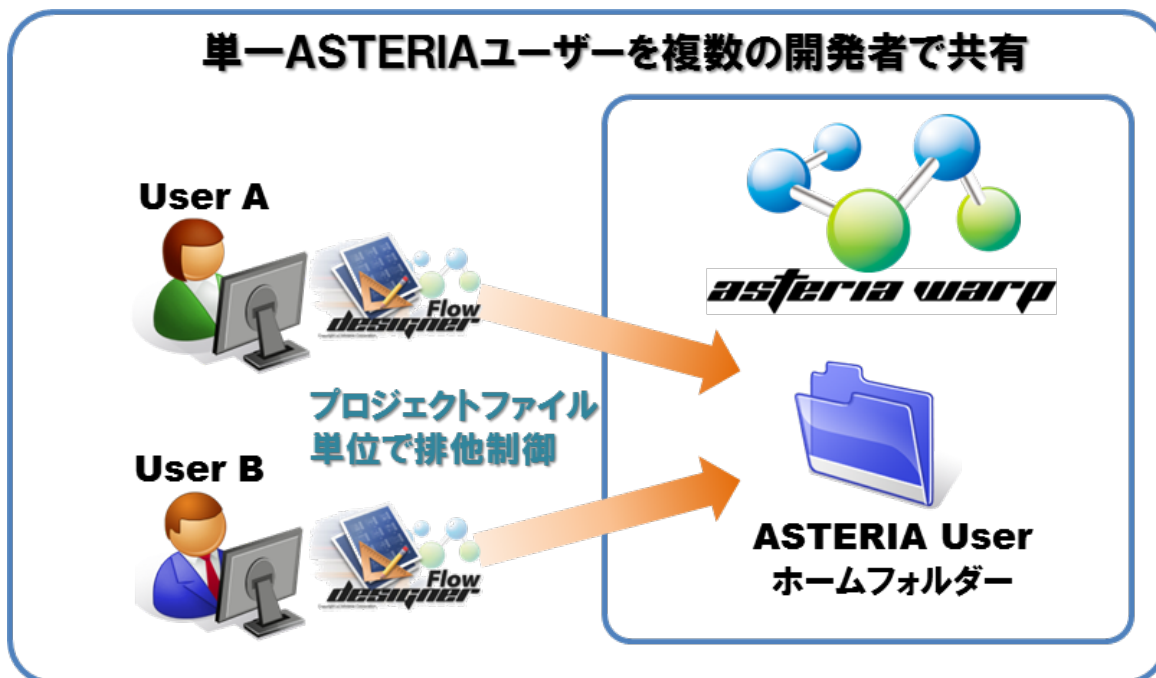 単一ASTERIAユーザーを複数の開発者で共有
User A
Flow
designer
asteria warp
プロジェクトファイル
単位で排他制御
User B
Flow
designer
ASTERIA User
ホームフォルダー